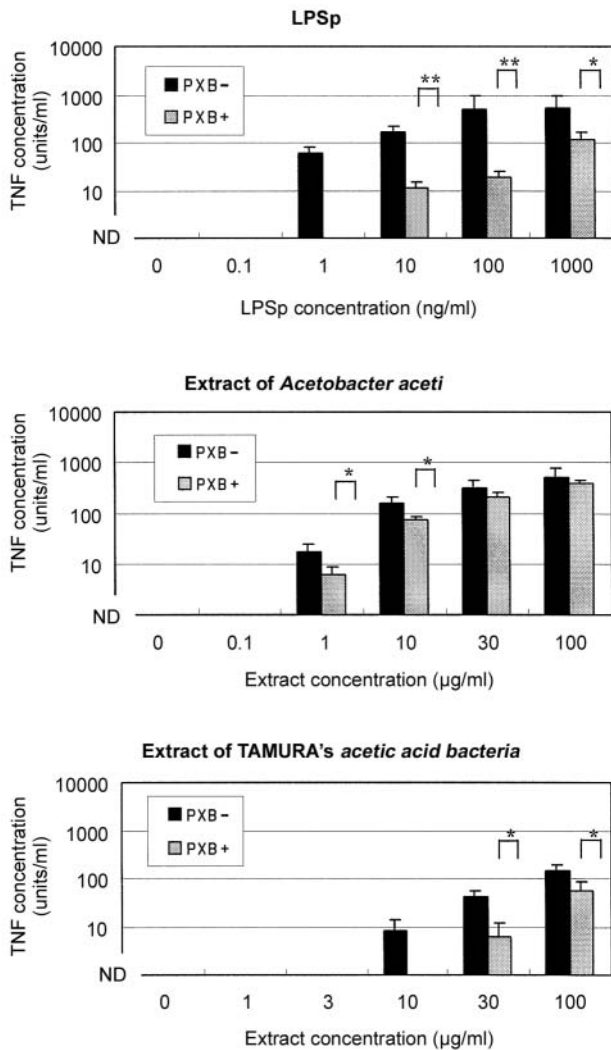 LPSp
TNF concentration
(units/ml)
10000
1000
100
10
ND
PXB-
PXB+
**
**
*
0 0.1 1 10 100 1000
LPSp concentration (ng/ml)
Extract of Acetobacter aceti
TNF concentration
(units/ml)
10000
1000
100
10
ND
PXB-
PXB+
*
*
0 0.1 1 10 30 100
Extract concentration (µg/ml)
Extract of TAMURA's acetic acid bacteria
TNF concentration
(units/ml)
10000
1000
100
10
ND
PXB-
PXB+
*
*
0 1 3 10 30 100
Extract concentration (µg/ml)